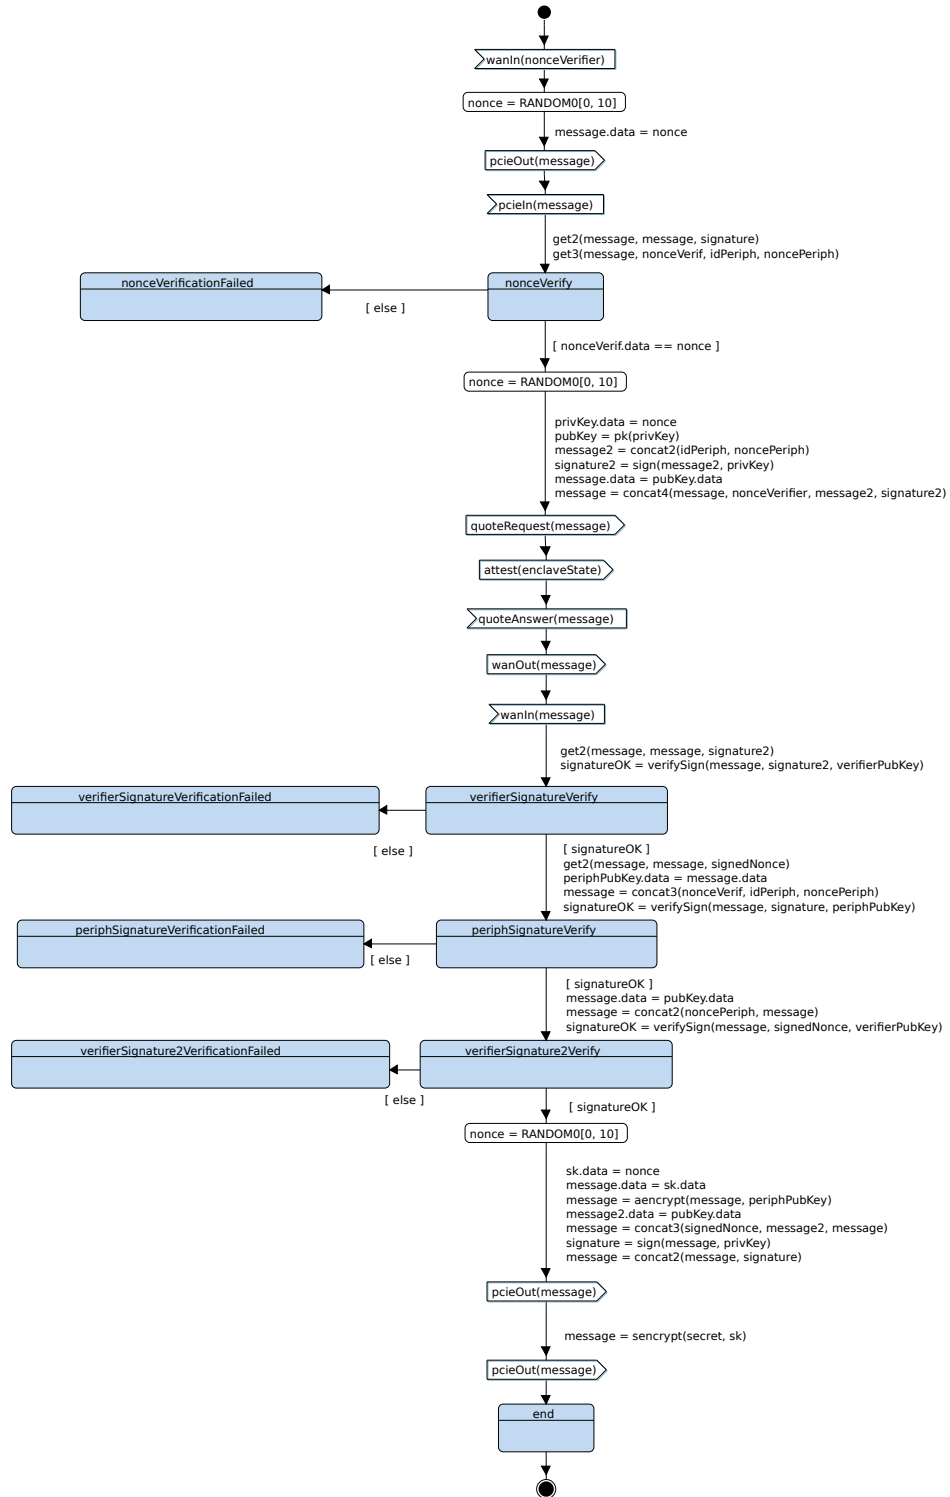 wanIn(nonceVerifier)
nonce = RANDOM0[0, 10]
message.data = nonce
pcieOut(message)
pcieIn(message)
get2(message, message, signature)
get3(message, nonceVerif, idPeriph, noncePeriph)
nonceVerificationFailed
nonceVerify
[ else ]
[ nonceVerif.data == nonce ]
nonce = RANDOM0[0, 10]
privKey.data = nonce
pubKey = pk(privKey)
message2 = concat2(idPeriph, noncePeriph)
signature2 = sign(message2, privKey)
message.data = pubKey.data
message = concat4(message, nonceVerifier, message2, signature2)
quoteRequest(message)
attest(enclaveState)
quoteAnswer(message)
wanOut(message)
wanIn(message)
get2(message, message, signature2)
signatureOK = verifySign(message, signature2, verifierPubKey)
verifierSignatureVerificationFailed
verifierSignatureVerify
[ else ]
[ signatureOK ]
get2(message, message, signedNonce)
periphPubKey.data = message.data
message = concat3(nonceVerif, idPeriph, noncePeriph)
signatureOK = verifySign(message, signature, periphPubKey)
periphSignatureVerificationFailed
periphSignatureVerify
[ else ]
[ signatureOK ]
message.data = pubKey.data
message = concat2(noncePeriph, message)
signatureOK = verifySign(message, signedNonce, verifierPubKey)
verifierSignature2VerificationFailed
verifierSignature2Verify
[ else ]
[ signatureOK ]
nonce = RANDOM0[0, 10]
sk.data = nonce
message.data = sk.data
message = aencrypt(message, periphPubKey)
message2.data = pubKey.data
message = concat3(signedNonce, message2, message)
signature = sign(message, privKey)
message = concat2(message, signature)
pcieOut(message)
message = sencrypt(secret, sk)
pcieOut(message)
end